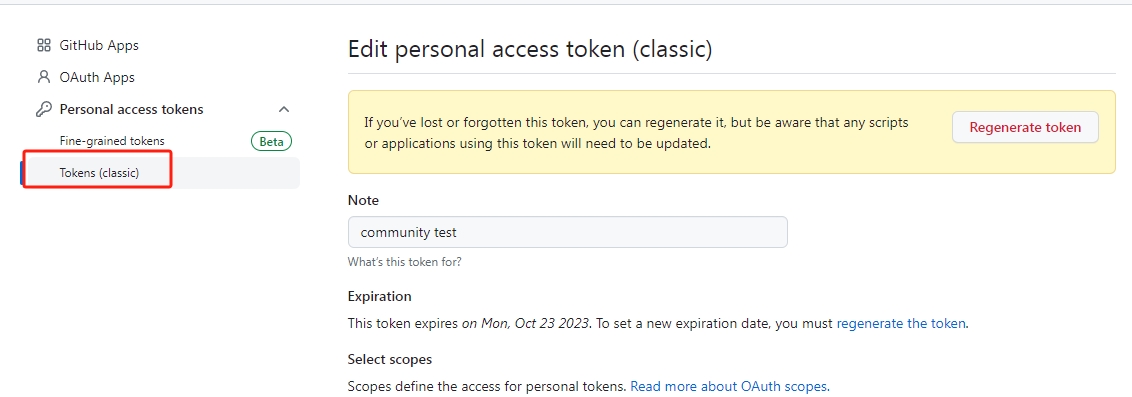 GitHub Apps
OAuth Apps
Personal access tokens
Fine-grained tokens Beta
Tokens (classic)
Edit personal access token (classic)
If you've lost or forgotten this token, you can regenerate it, but be aware that any scripts
or applications using this token will need to be updated.
Regenerate token
Note
community test
What's this token for?
Expiration
This token expires on Mon, Oct 23 2023. To set a new expiration date, you must regenerate the token.
Select scopes
Scopes define the access for personal tokens. Read more about OAuth scopes.